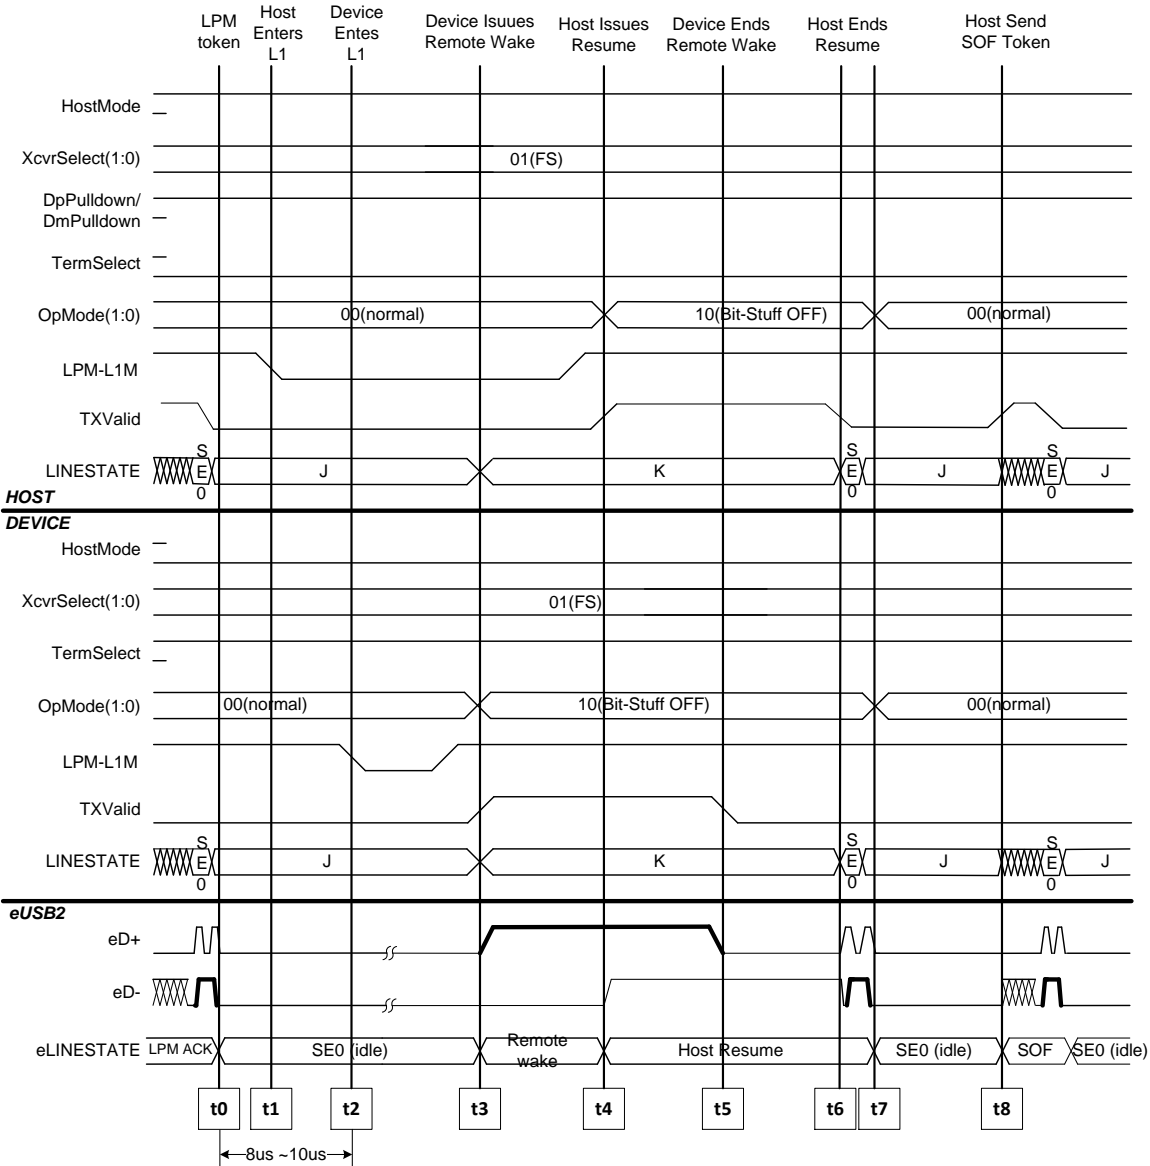 LPM token
Host Enters L1
Device Entes L1
Device Isuues Remote Wake
Host Issues Resume
Device Ends Remote Wake
Host Ends Resume
Host Send SOF Token
HostMode
XcvrSelect(1:0) 01(FS)
DpPulldown/
DmPulldown
TermSelect
OpMode(1:0) 00(normal) 10(Bit-Stuff OFF) 00(normal)
LPM-L1M
TXValid
LINESTATE SE0 J K SE0 J SE0 J
HOST
DEVICE
HostMode
XcvrSelect(1:0) 01(FS)
TermSelect
OpMode(1:0) 00(normal) 10(Bit-Stuff OFF) 00(normal)
LPM-L1M
TXValid
LINESTATE SE0 J K SE0 J SE0 J
eUSB2
eD+
eD-
eLINESTATE LPM ACK SE0 (idle) Remote wake Host Resume SE0 (idle) SOF SE0 (idle)
t0 t1 t2 t3 t4 t5 t6 t7 t8
8us ~10us